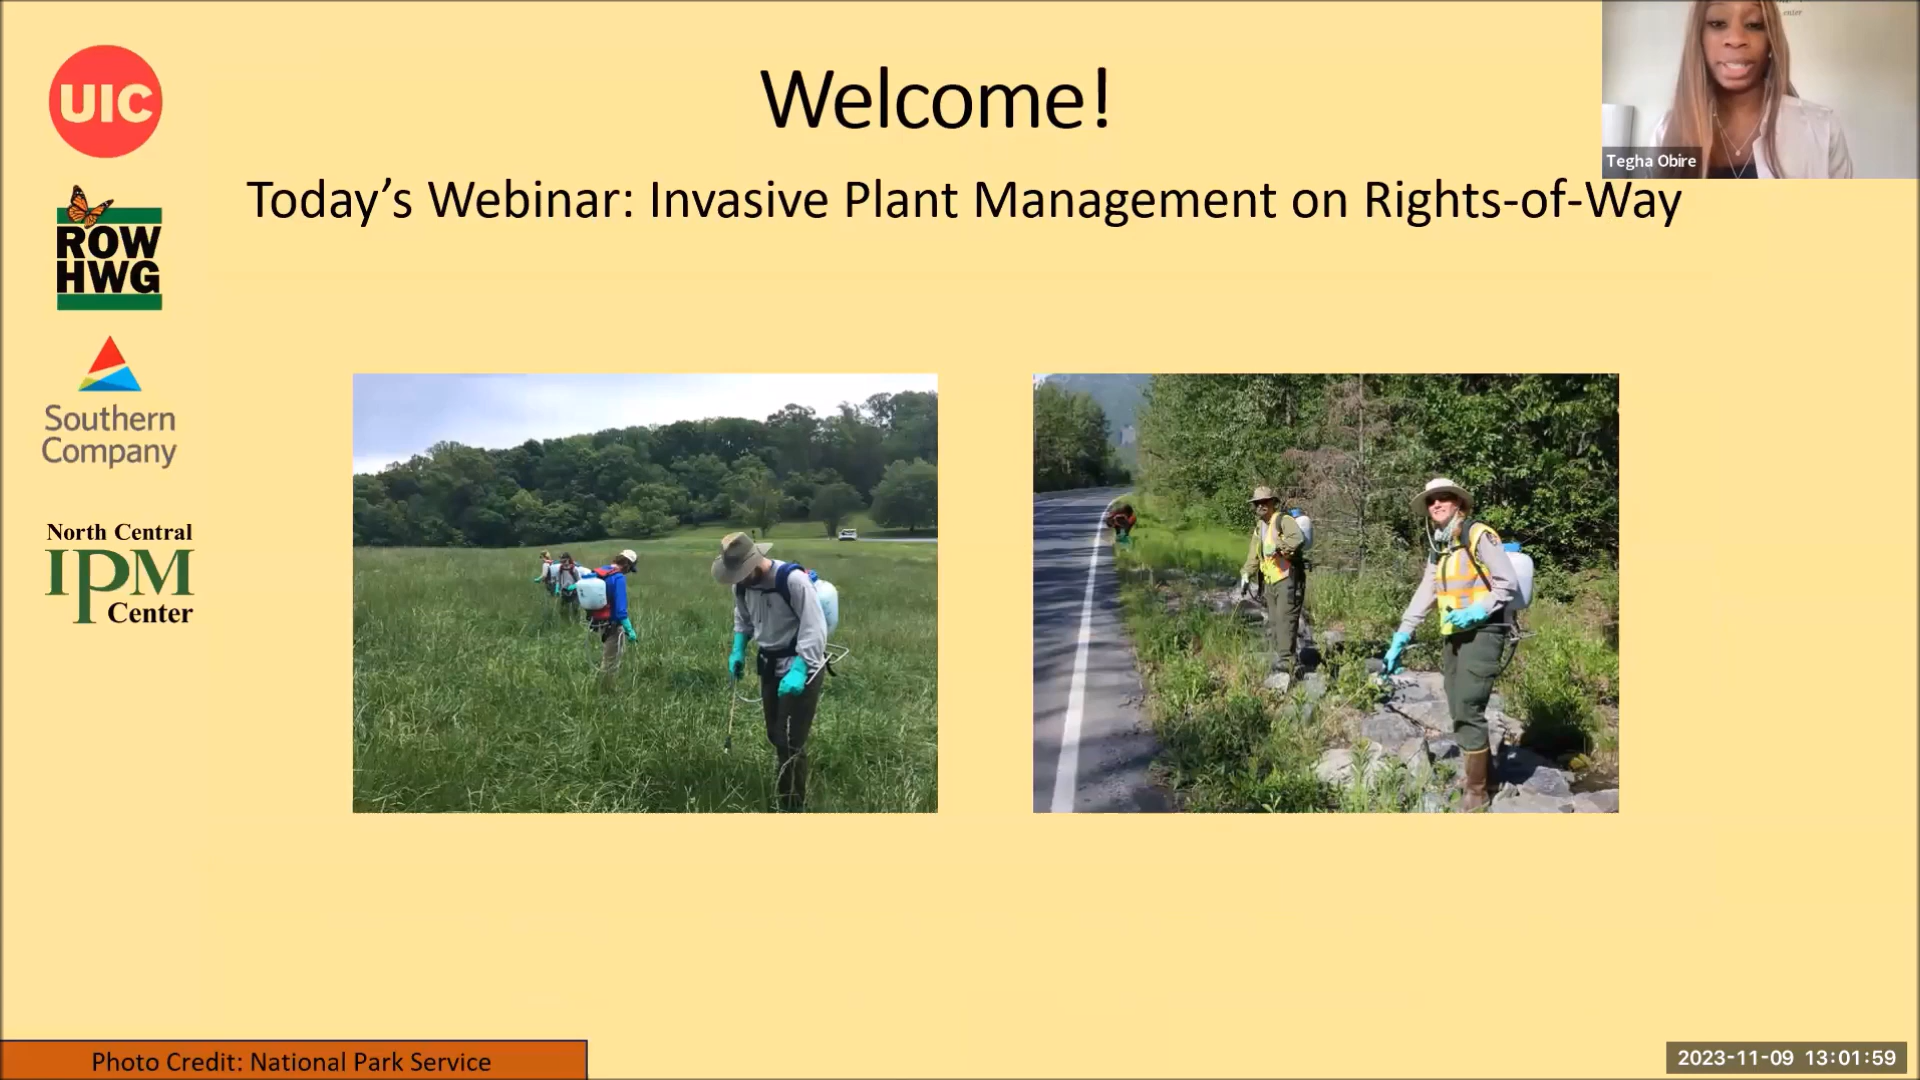 UIC
Welcome!
enter
Tegha Obire
Today's Webinar: Invasive Plant Management on Rights-of-Way
ROW
HWG
Southern
Company
North Central
IPM
Center
Photo Credit: National Park Service
2023-11-09 13:01:59